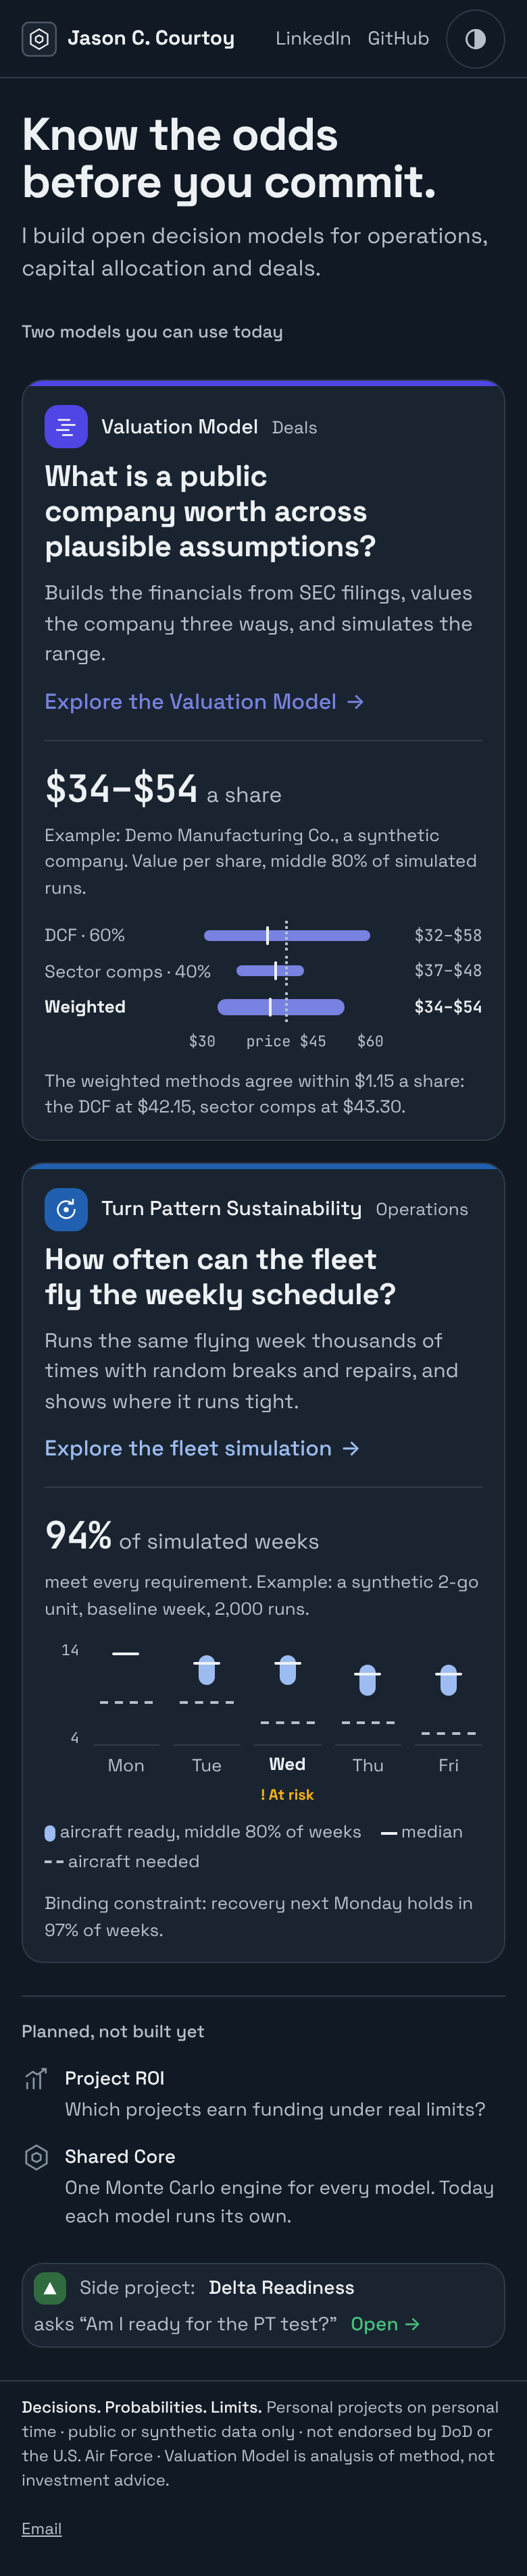 Jason C. Courtoy LinkedIn GitHub
Know the odds
before you commit.
I build open decision models for operations,
capital allocation and deals.
Two models you can use today
Valuation Model Deals
What is a public
company worth across
plausible assumptions?
Builds the financials from SEC filings, values
the company three ways, and simulates the
range.
Explore the Valuation Model →
$34–$54 a share
Example: Demo Manufacturing Co., a synthetic
company. Value per share, middle 80% of simulated
runs.
DCF · 60% $32–$58
Sector comps · 40% $37–$48
Weighted $34–$54
$30 price $45 $60
The weighted methods agree within $1.15 a share:
the DCF at $42.15, sector comps at $43.30.
Turn Pattern Sustainability Operations
How often can the fleet
fly the weekly schedule?
Runs the same flying week thousands of
times with random breaks and repairs, and
shows where it runs tight.
Explore the fleet simulation →
94% of simulated weeks
meet every requirement. Example: a synthetic 2-go
unit, baseline week, 2,000 runs.
14
4
Mon Tue Wed Thu Fri
! At risk
aircraft ready, middle 80% of weeks median
aircraft needed
Binding constraint: recovery next Monday holds in
97% of weeks.
Planned, not built yet
Project ROI
Which projects earn funding under real limits?
Shared Core
One Monte Carlo engine for every model. Today
each model runs its own.
Side project: Delta Readiness
asks “Am I ready for the PT test?” Open →
Decisions. Probabilities. Limits. Personal projects on personal
time · public or synthetic data only · not endorsed by DoD or
the U.S. Air Force · Valuation Model is analysis of method, not
investment advice.
Email